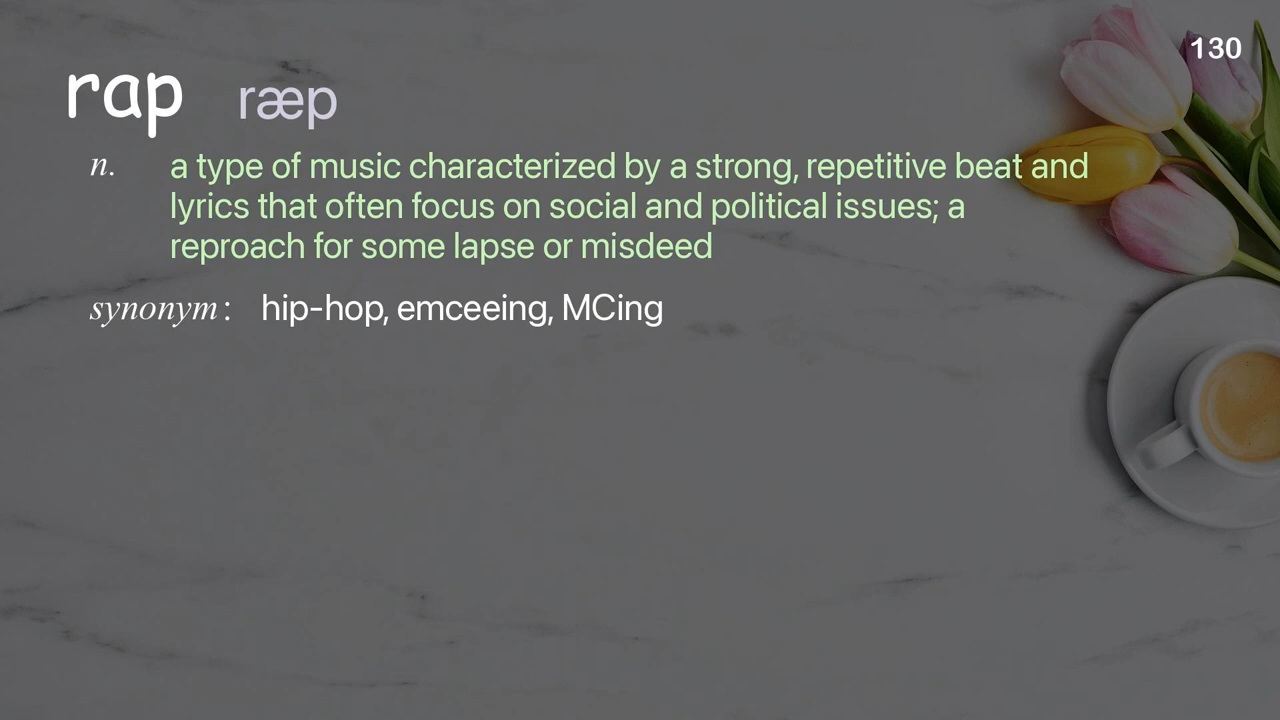 130
rap ræp
n. a type of music characterized by a strong, repetitive beat and
lyrics that often focus on social and political issues; a
reproach for some lapse or misdeed
synonym: hip-hop, emceeing, MCing